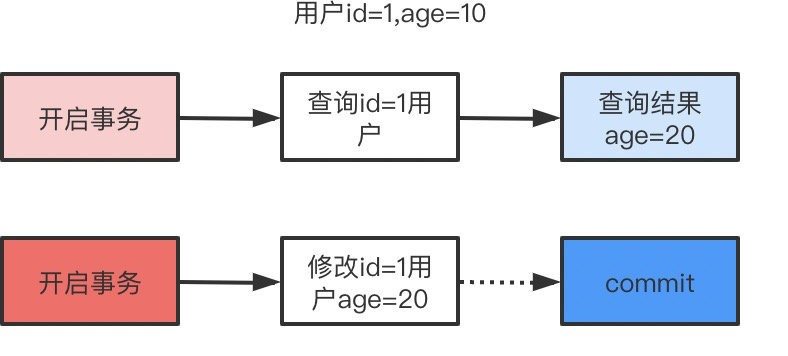 用户id=1,age=10
开启事务
查询id=1用
户
查询结果
age=20
开启事务
修改id=1用
户age=20
commit